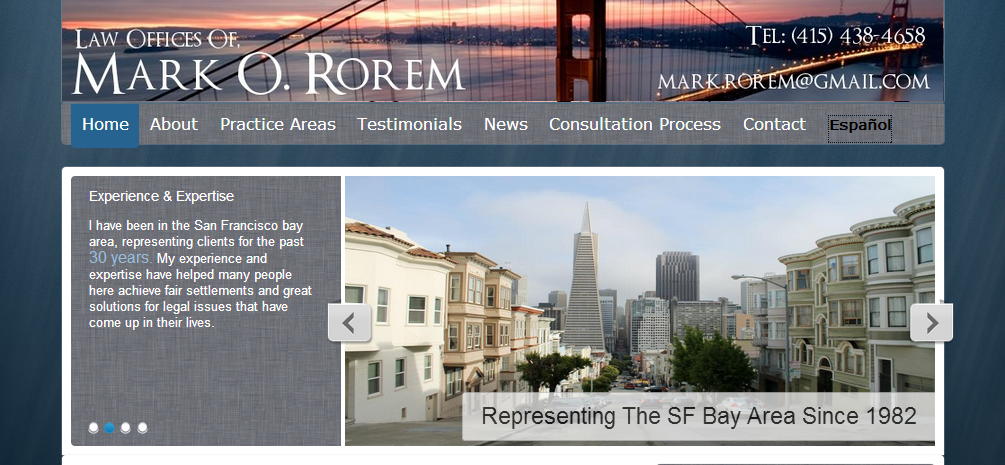 Law Offices Of,
Mark O. Rorem
Tel: (415) 438-4658
mark.rorem@gmail.com
Home About Practice Areas Testimonials News Consultation Process Contact Español
Experience & Expertise
I have been in the San Francisco bay
area, representing clients for the past
30 years. My experience and
expertise have helped many people
here achieve fair settlements and great
solutions for legal issues that have
come up in their lives.
Representing The SF Bay Area Since 1982